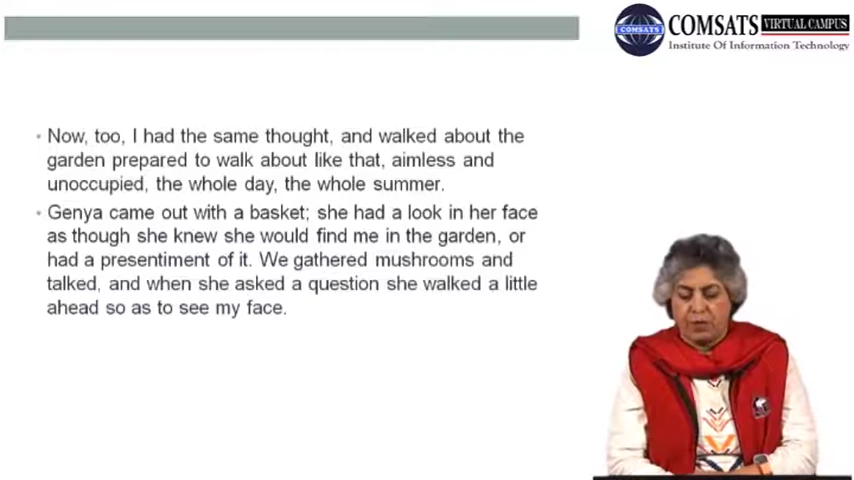 COMSATS VIRTUAL CAMPUS
COMSATS
Institute Of Information Technology
Now, too, I had the same thought, and walked about the
garden prepared to walk about like that, aimless and
unoccupied, the whole day, the whole summer.
Genya came out with a basket; she had a look in her face
as though she knew she would find me in the garden, or
had a presentiment of it. We gathered mushrooms and
talked, and when she asked a question she walked a little
ahead so as to see my face.